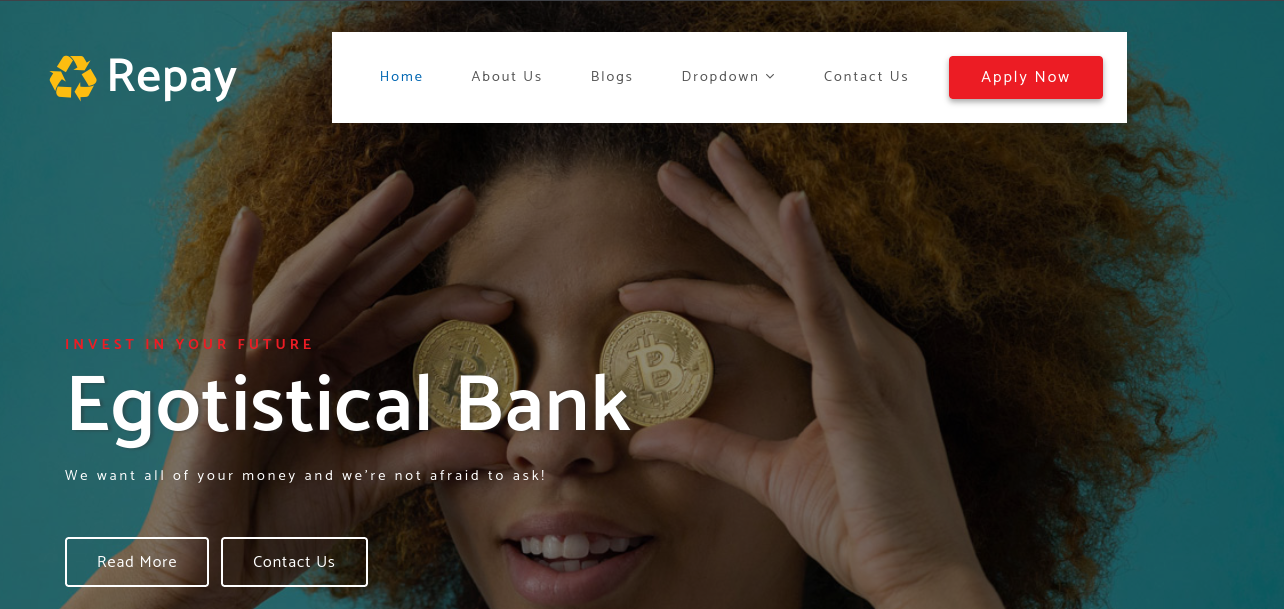 Repay
Home About Us Blogs Dropdown Contact Us Apply Now
INVEST IN YOUR FUTURE
Egotistical Bank
We want all of your money and we're not afraid to ask!
Read More Contact Us